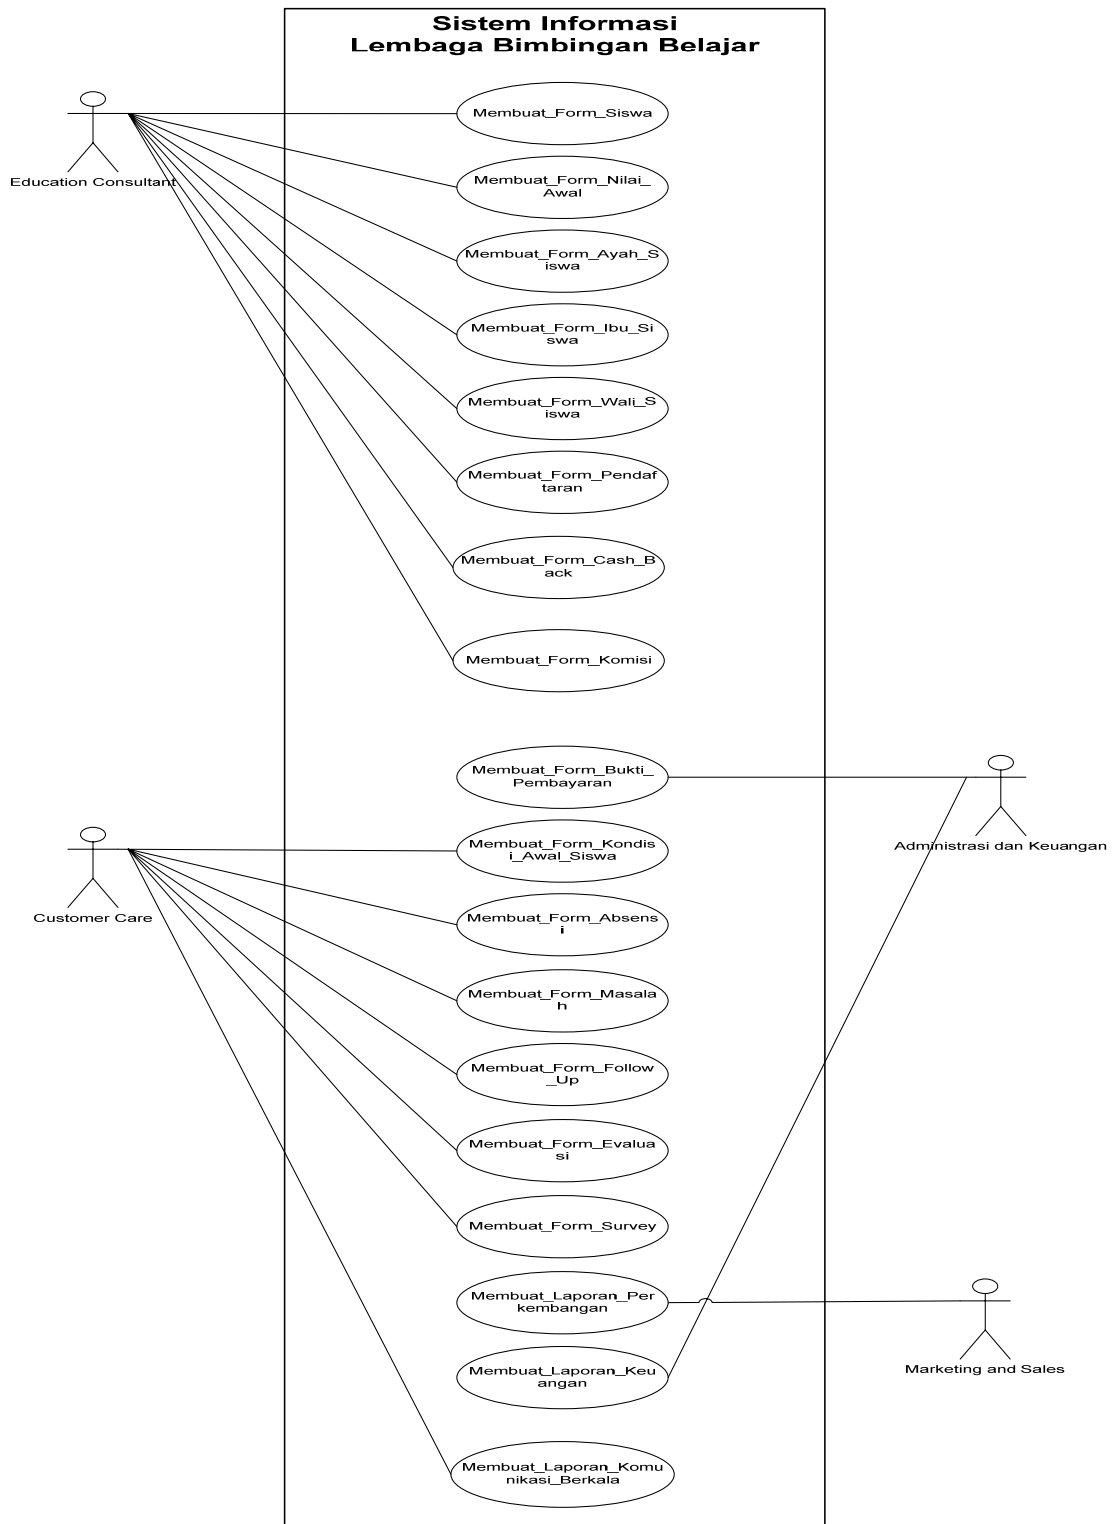 Sistem Informasi
Lembaga Bimbingan Belajar
Membuat_Form_Siswa
Education Consultant
Membuat_Form_Nilai_
Awal
Membuat_Form_Ayah_S
iswa
Membuat_Form_Ibu_Si
swa
Membuat_Form_Wali_S
iswa
Membuat_Form_Pendaf
taran
Membuat_Form_Cash_B
ack
Membuat_Form_Komisi
Membuat_Form_Bukti_
Pembayaran
Administrasi dan Keuangan
Membuat_Form_Kondis
i_Awal_Siswa
Customer Care
Membuat_Form_Absens
i
Membuat_Form_Masala
h
Membuat_Form_Follow
_Up
Membuat_Form_Evalua
si
Membuat_Form_Survey
Membuat_Laporan_Per
kembangan
Marketing and Sales
Membuat_Laporan_Keu
angan
Membuat_Laporan_Komu
nikasi_Berkala